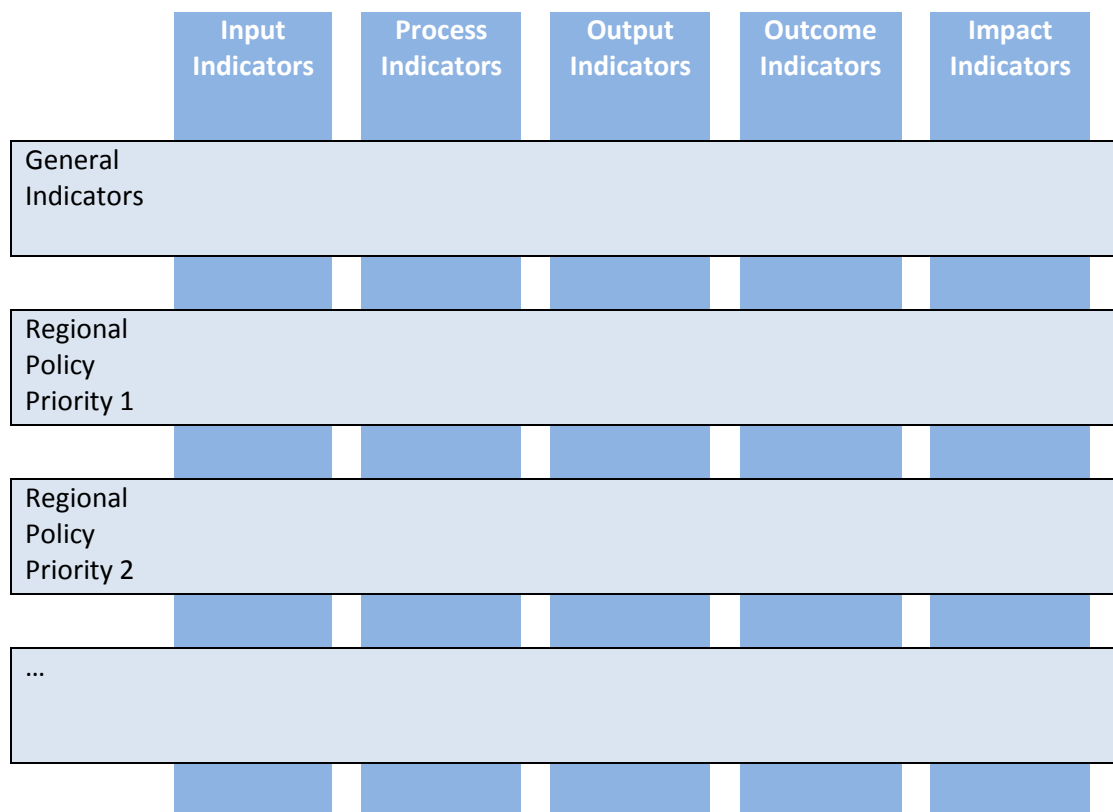 Input
Indicators
Process
Indicators
Output
Indicators
Outcome
Indicators
Impact
Indicators
General
Indicators
Regional
Policy
Priority 1
Regional
Policy
Priority 2
...